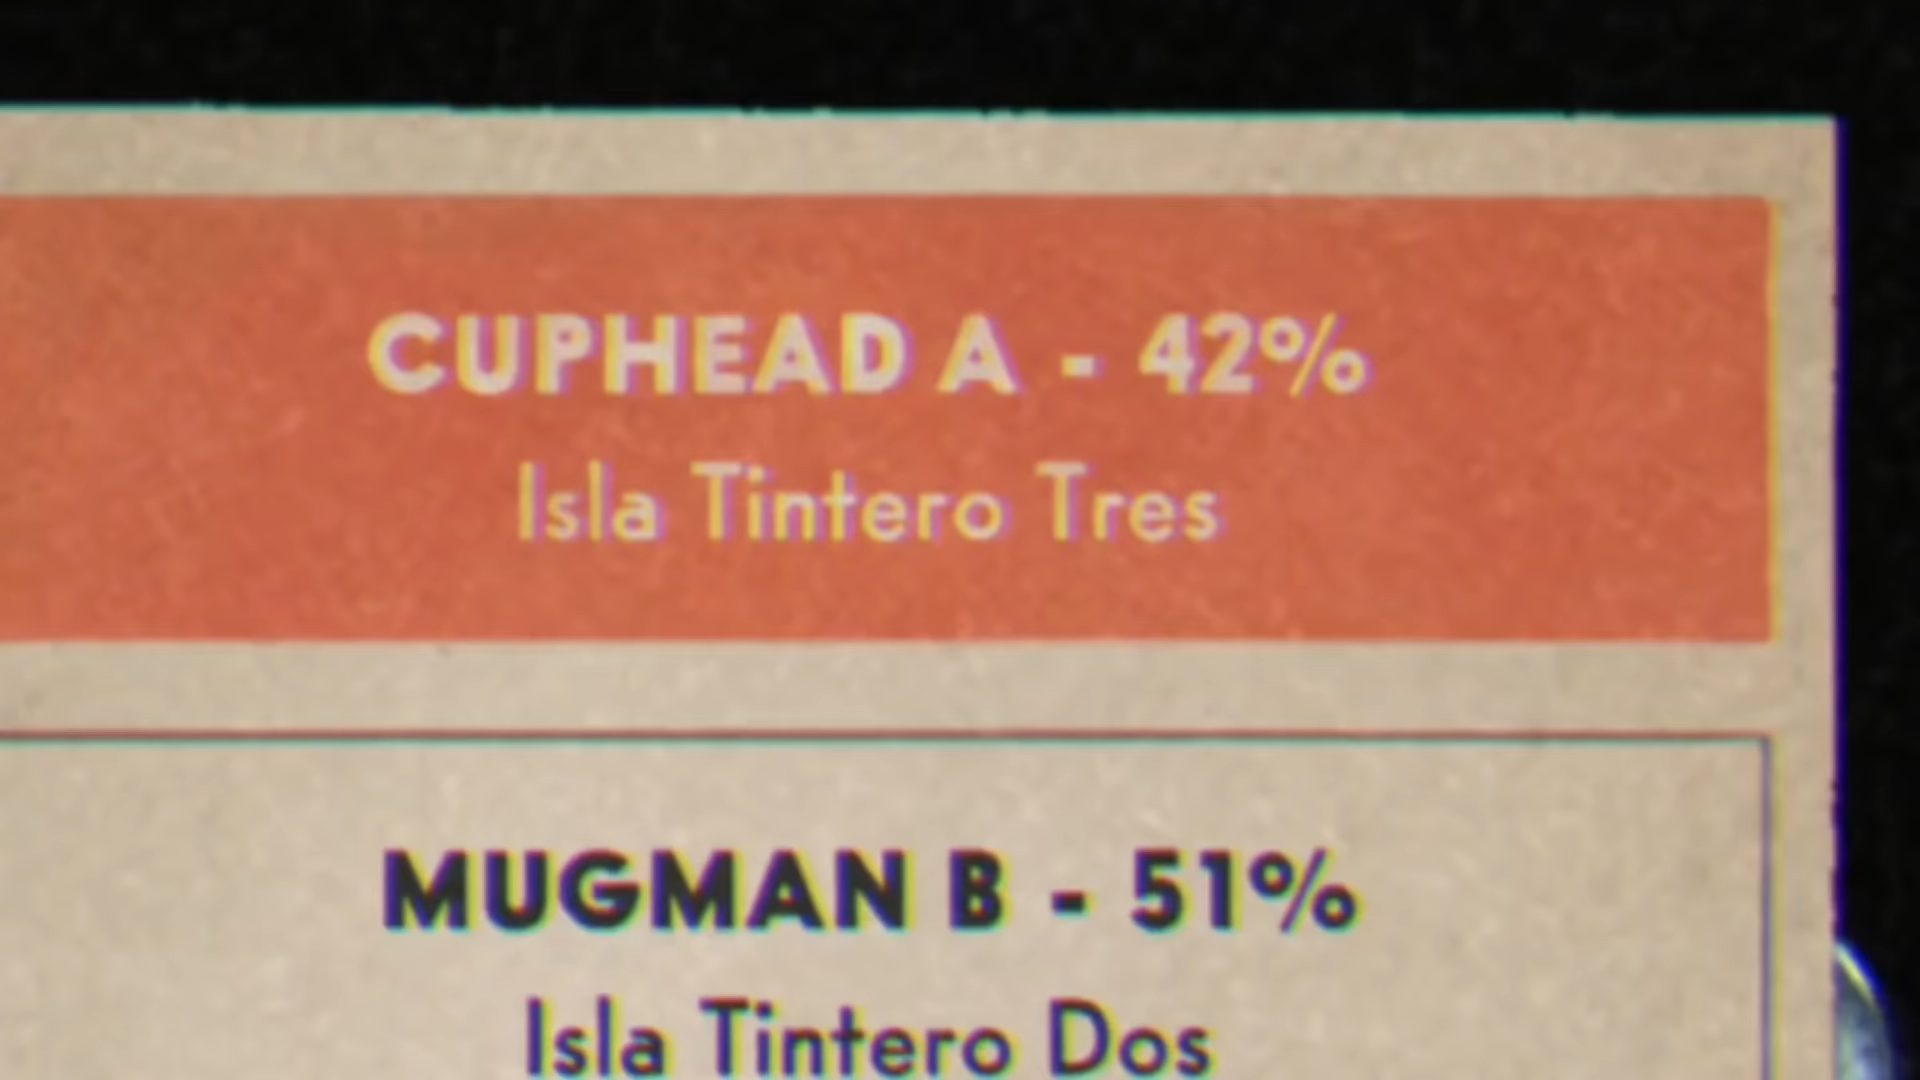 CUPHEAD A - 42%
Isla Tintero Tres
MUGMAN B - 51%
Isla Tintero Dos